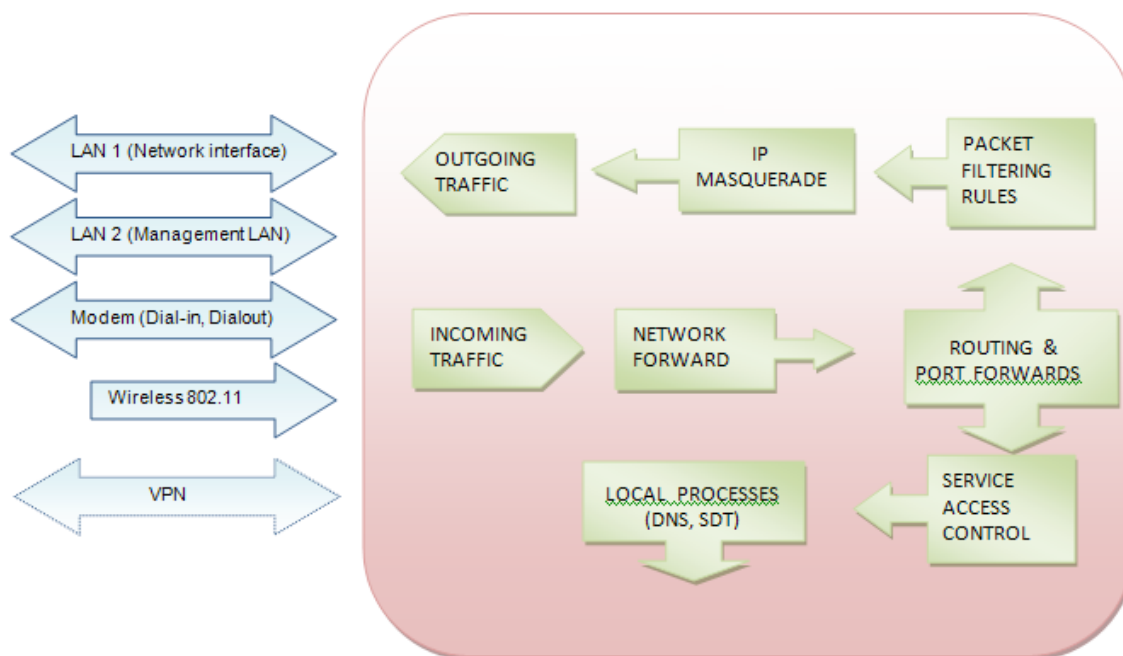 LAN 1 (Network interface)
LAN 2 (Management LAN)
Modem (Dial-in, Dialout)
Wireless 802.11
VPN
OUTGOING
TRAFFIC
IP
MASQUERADE
PACKET
FILTERING
RULES
INCOMING
TRAFFIC
NETWORK
FORWARD
ROUTING &
PORT FORWARDS
LOCAL PROCESSES
(DNS, SDT)
SERVICE
ACCESS
CONTROL